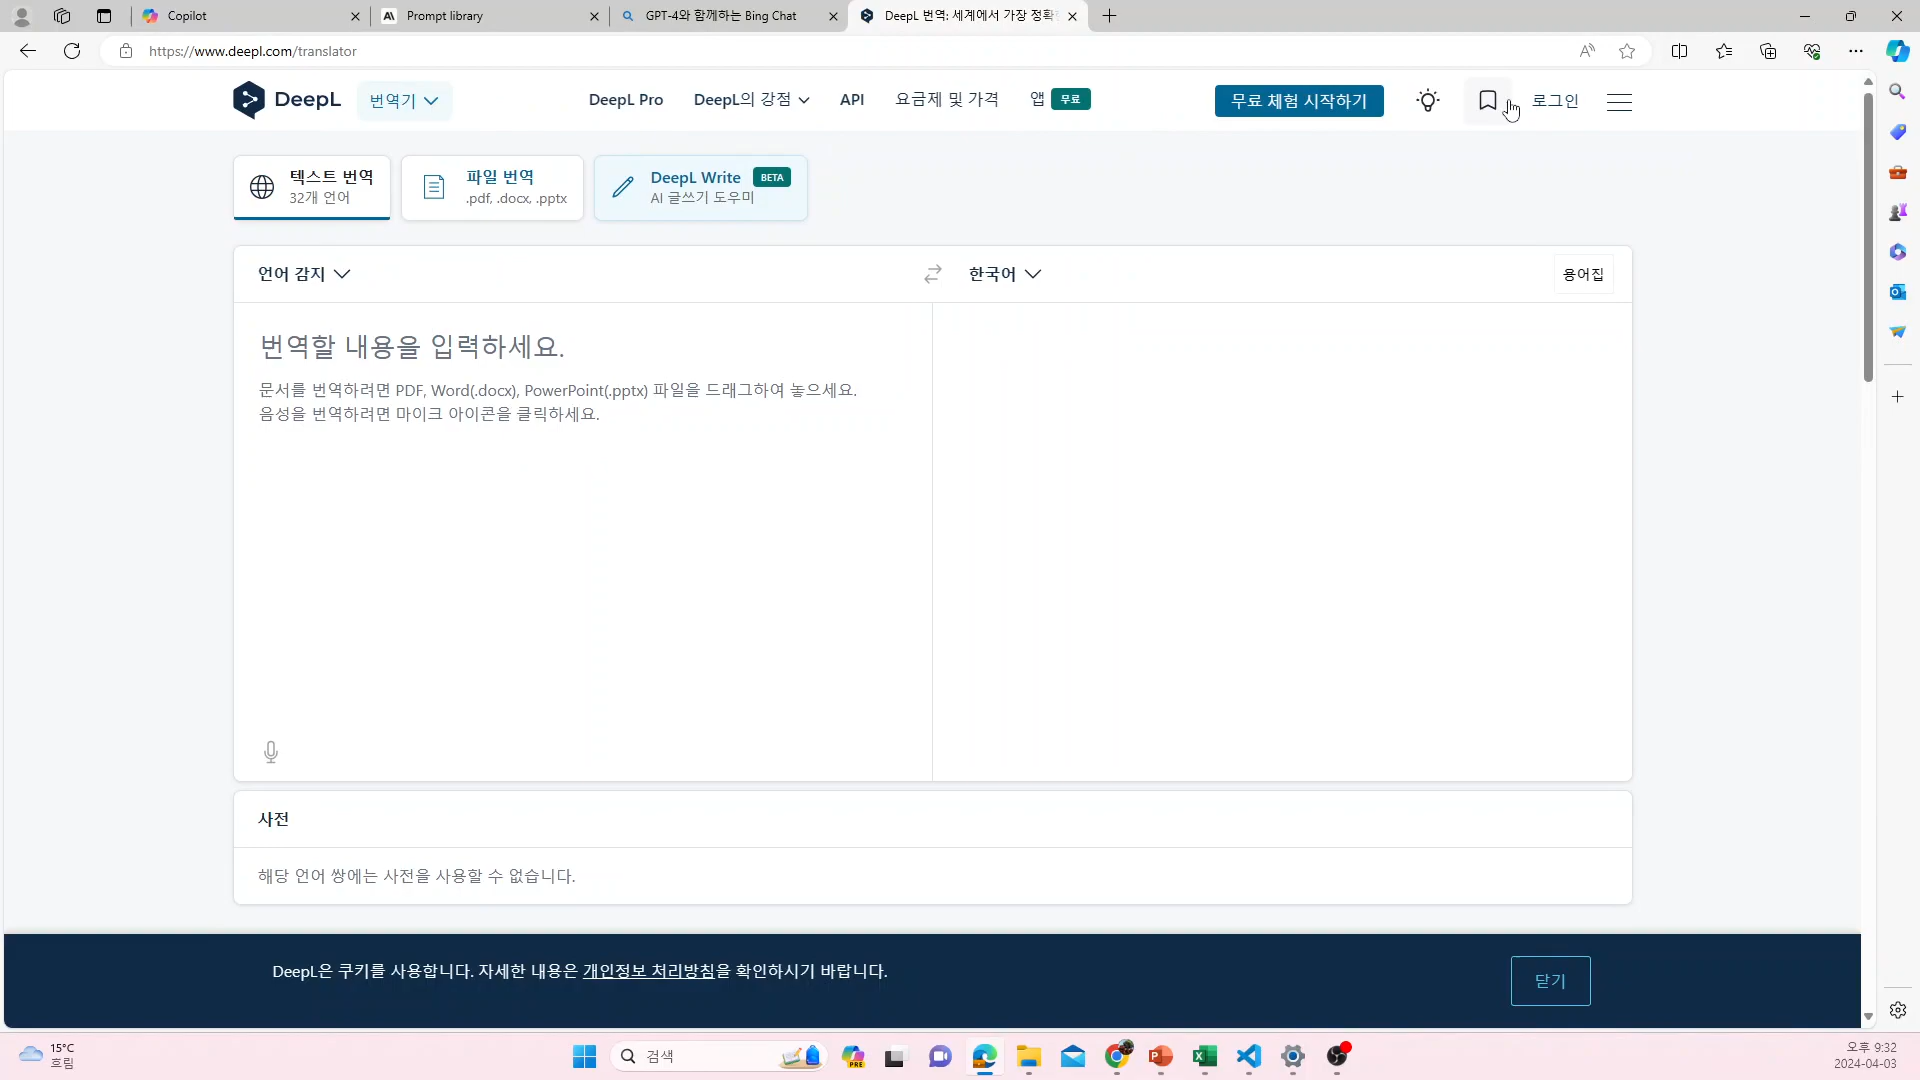 Copilot
Prompt library
GPT-4와 함께하는 Bing Chat
DeepL 번역: 세계에서 가장 정확
https://www.deepl.com/translator
DeepL
번역기
DeepL Pro
DeepL의 강점
API
요금제 및 가격
앱 무료
무료 체험 시작하기
로그인
텍스트 번역
32개 언어
파일 번역
.pdf, .docx, .pptx
DeepL Write BETA
AI 글쓰기 도우미
언어 감지
한국어
용어집
번역할 내용을 입력하세요.
문서를 번역하려면 PDF, Word(.docx), PowerPoint(.pptx) 파일을 드래그하여 놓으세요.
음성을 번역하려면 마이크 아이콘을 클릭하세요.
사전
해당 언어 쌍에는 사전을 사용할 수 없습니다.
DeepL은 쿠키를 사용합니다. 자세한 내용은 개인정보 처리방침을 확인하시기 바랍니다.
닫기
15°C
흐림
검색
PRE
오후 9:32
2024-04-03